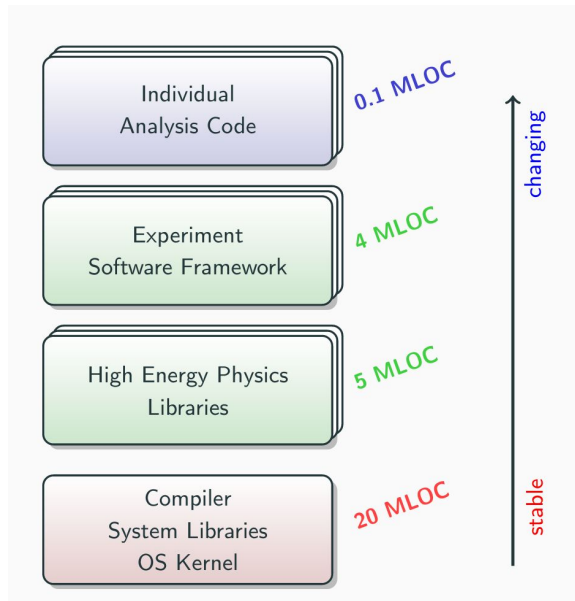 Individual
Analysis Code
0.1 MLOC
changing
Experiment
Software Framework
4 MLOC
High Energy Physics
Libraries
5 MLOC
Compiler
System Libraries
OS Kernel
20 MLOC
stable